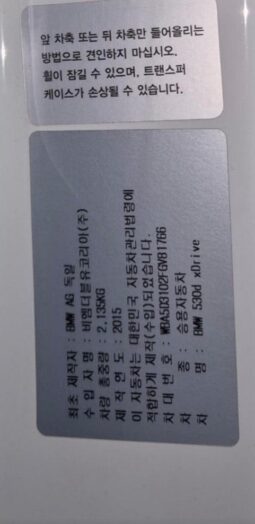 앞 차축 또는 뒤 차축만 들어올리는
방법으로 견인하지 마십시오.
휠이 잠길 수 있으며, 트랜스퍼
케이스가 손상될 수 있습니다.
최초 제작자 : BMW AG 독일
수 입 자 명 : 비엠더블유코리아(주)
차량 총중량 : 2,135KG
제 작 연 도 : 2015
이 자동차는 대한민국 자동차관리법령에
적합하게 제작(수입)되었습니다.
차 대 번 호 : WBA5D3102FGV81766
차 종 : 승용자동차
차 명 : BMW 530d xDrive